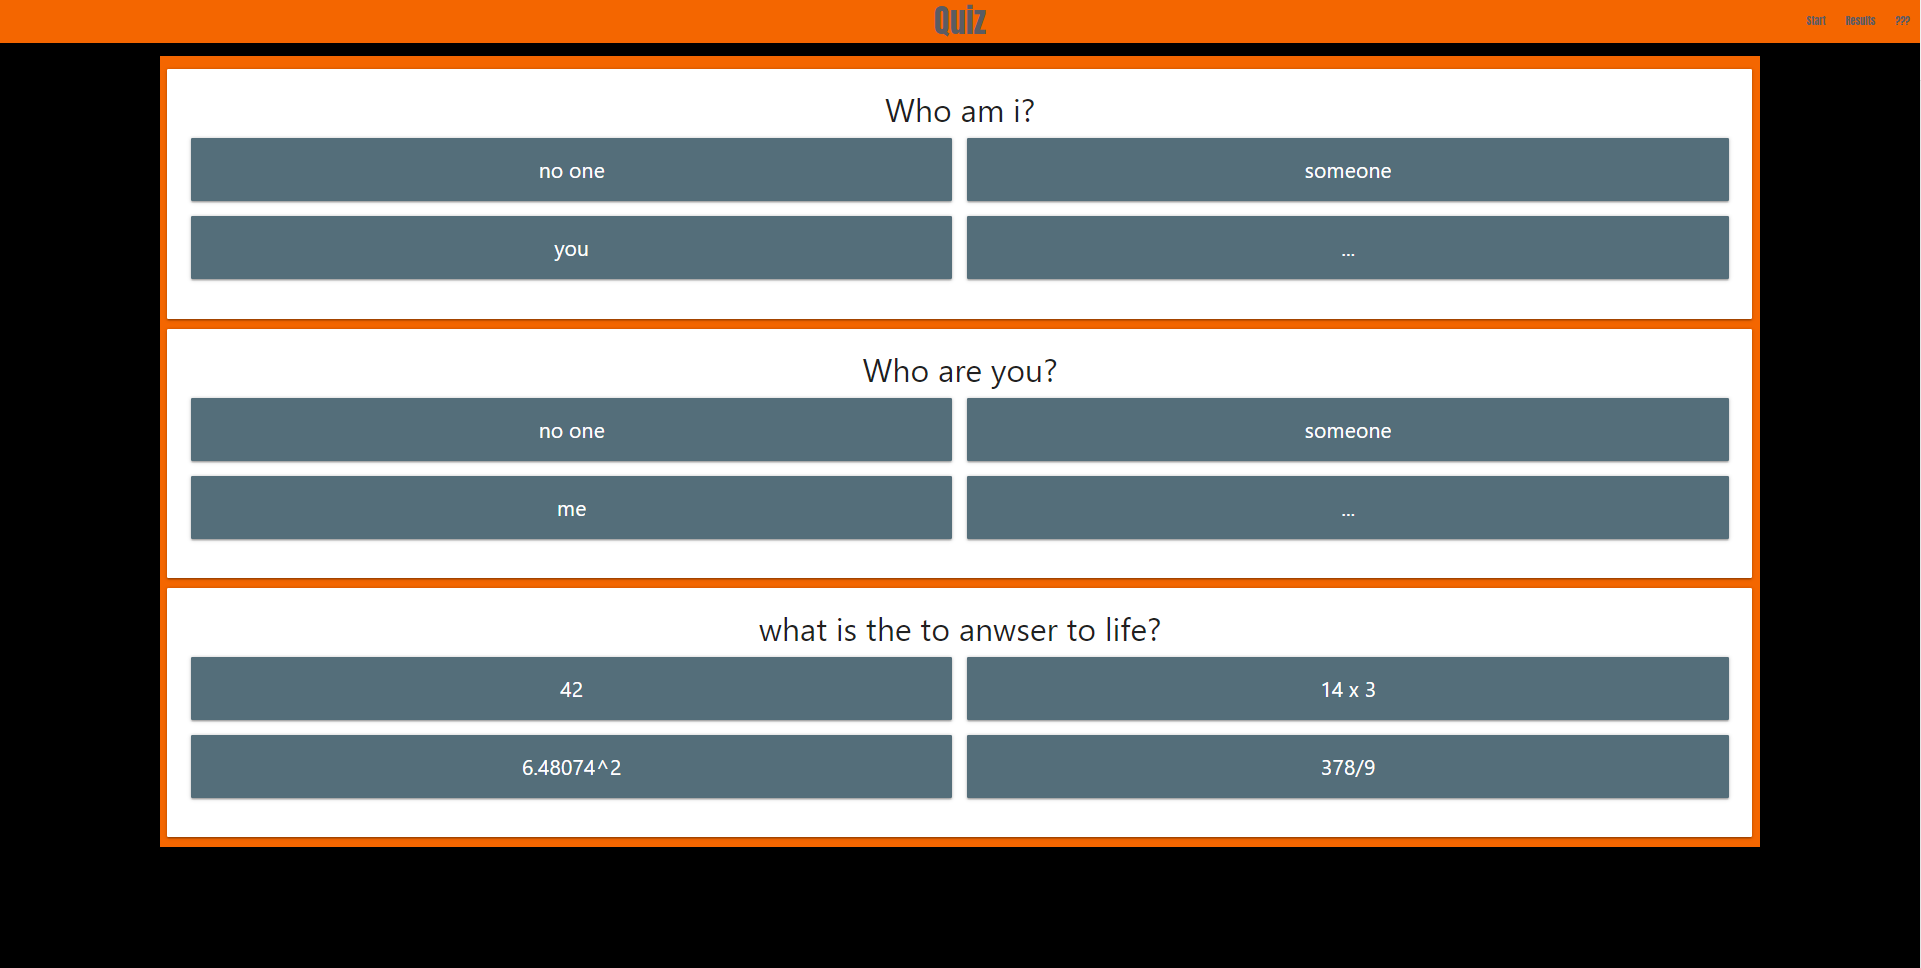 Quiz
Start Results ???
Who am i?
no one someone
you ...
Who are you?
no one someone
me ...
what is the to anwser to life?
42 14 x 3
6.48074^2 378/9